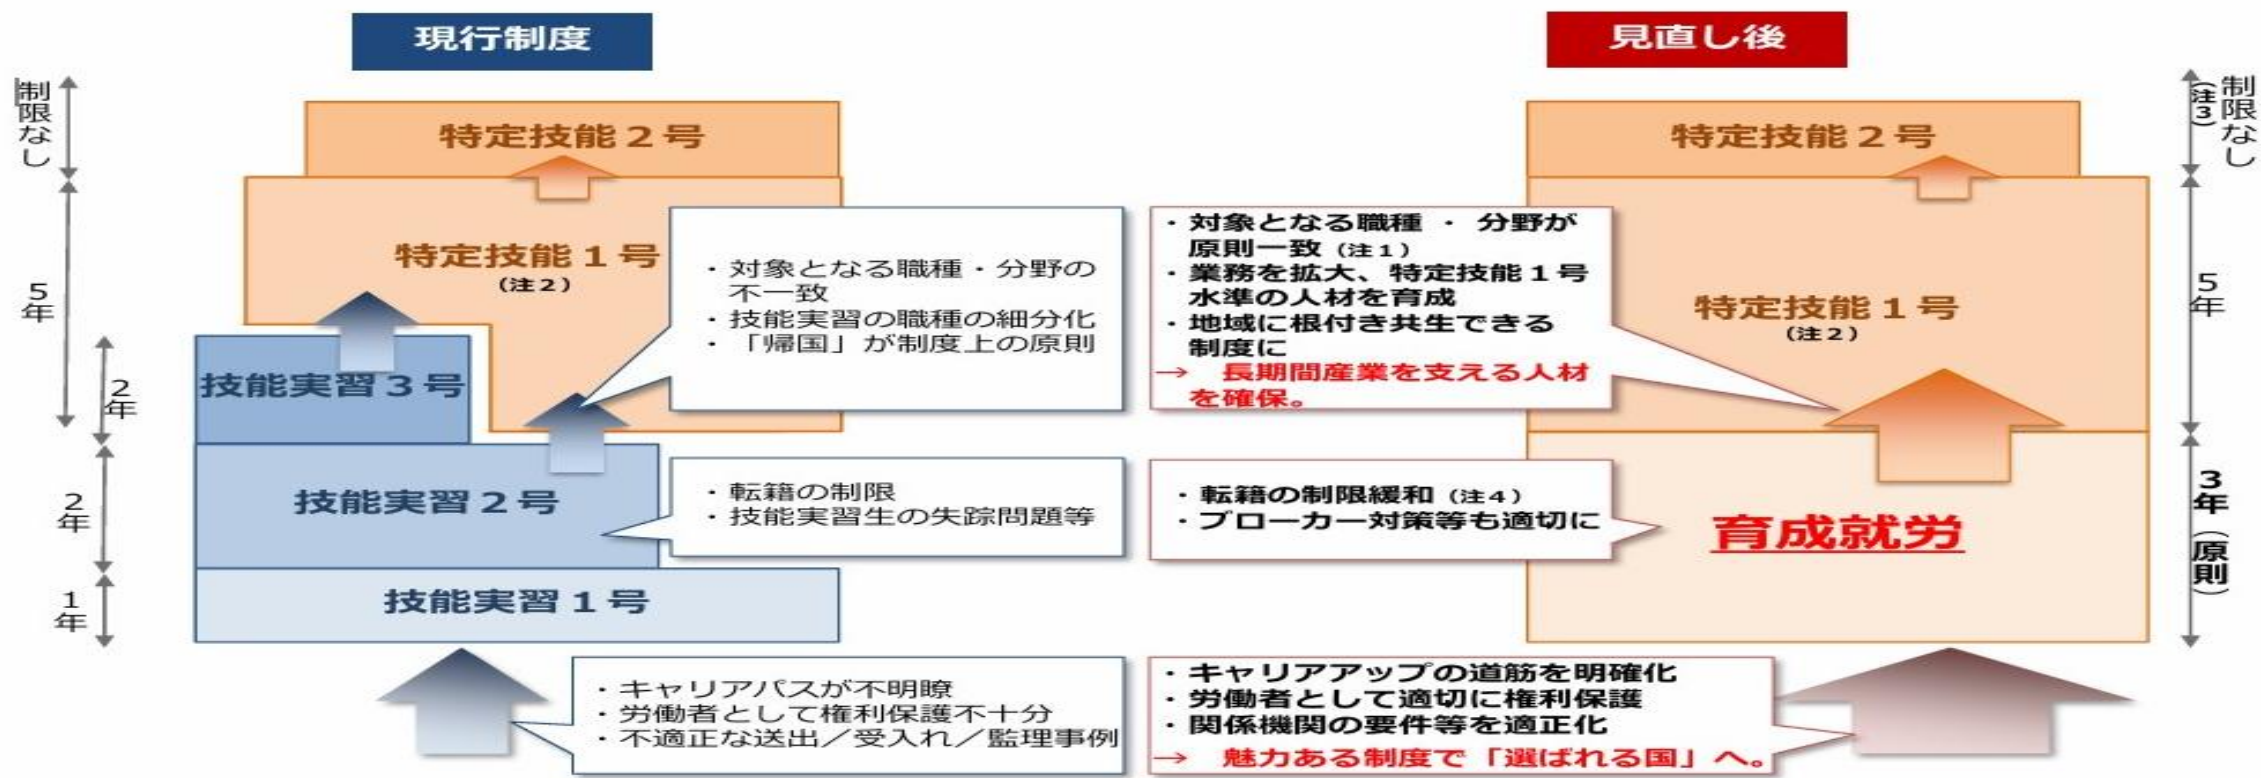 現行制度
見直し後
制限なし
5年
2年
2年
1年
特定技能２号
特定技能１号
（注２）
技能実習３号
技能実習２号
技能実習１号
・対象となる職種・分野の
不一致
・技能実習の職種の細分化
・「帰国」が制度上の原則
・転籍の制限
・技能実習生の失踪問題等
・キャリアパスが不明瞭
・労働者として権利保護不十分
・不適正な送出／受入れ／監理事例
・対象となる職種 ・ 分野が
原則一致（注１）
・業務を拡大、特定技能１号
水準の人材を育成
・地域に根付き共生できる
制度に
→ 長期間産業を支える人材
を確保。
・転籍の制限緩和（注４）
・ブローカー対策等も適切に
・キャリアアップの道筋を明確化
・労働者として適切に権利保護
・関係機関の要件等を適正化
→ 魅力ある制度で「選ばれる国」へ。
特定技能２号
特定技能１号
（注２）
育成就労
制限なし
（注３）
5年
3年（原則）